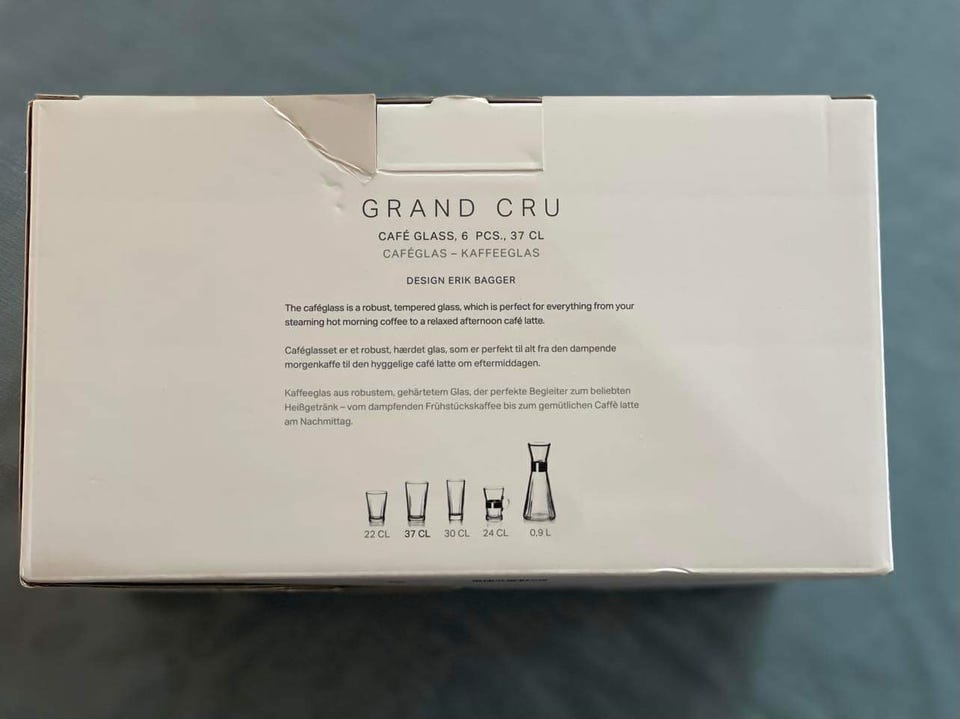 GRAND CRU
CAFÉ GLASS, 6 PCS., 37 CL
CAFÉGLAS – KAFFEEGLAS
DESIGN ERIK BAGGER
The caféglass is a robust, tempered glass, which is perfect for everything from your
steaming hot morning coffee to a relaxed afternoon café latte.
Caféglasset er et robust, hærdet glas, som er perfekt til alt fra den dampende
morgenkaffe til den hyggelige café latte om eftermiddagen.
Kaffeeglas aus robustem, gehärtetem Glas, der perfekte Begleiter zum beliebten
Heißgetränk – vom dampfenden Frühstückskaffee bis zum gemütlichen Caffè latte
am Nachmittag.
22 CL 37 CL 30 CL 24 CL 0,9 L